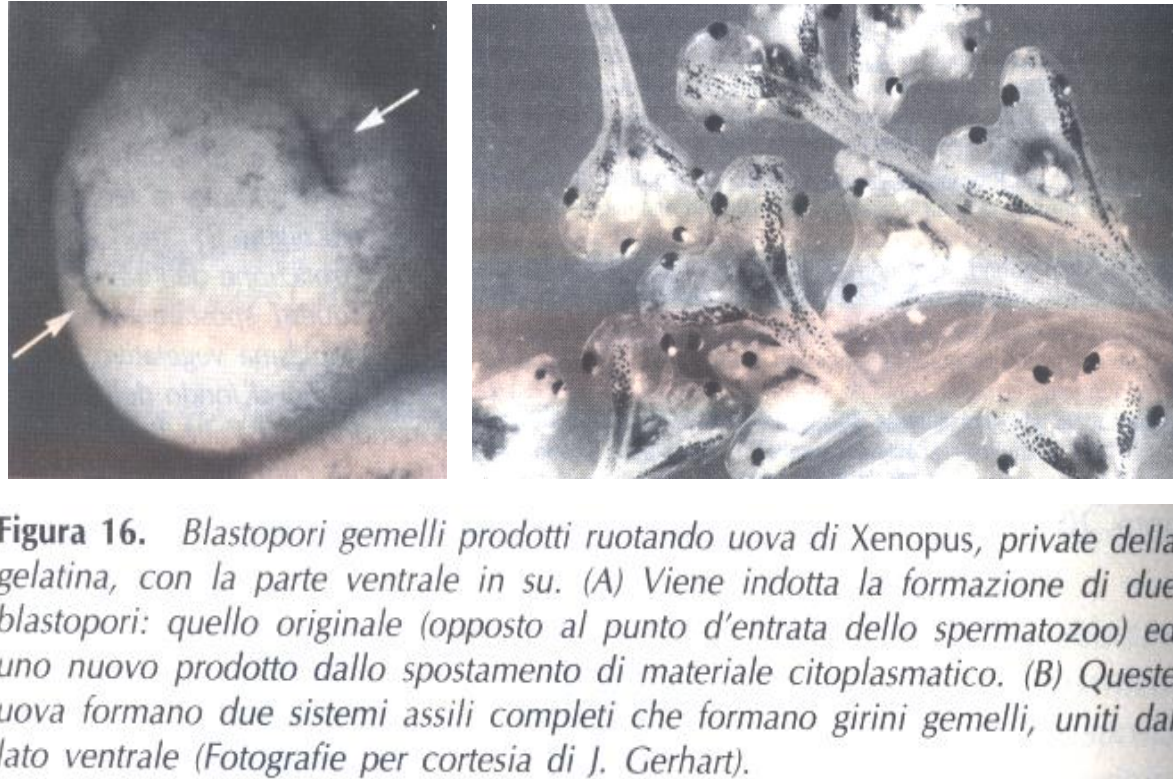 Figura 16. Blastopori gemelli prodotti ruotando uova di Xenopus, private della
gelatina, con la parte ventrale in su. (A) Viene indotta la formazione di due
blastopori: quello originale (opposto al punto d'entrata dello spermatozoo) ed
uno nuovo prodotto dallo spostamento di materiale citoplasmatico. (B) Queste
uova formano due sistemi assili completi che formano girini gemelli, uniti dal
lato ventrale (Fotografie per cortesia di J. Gerhart).